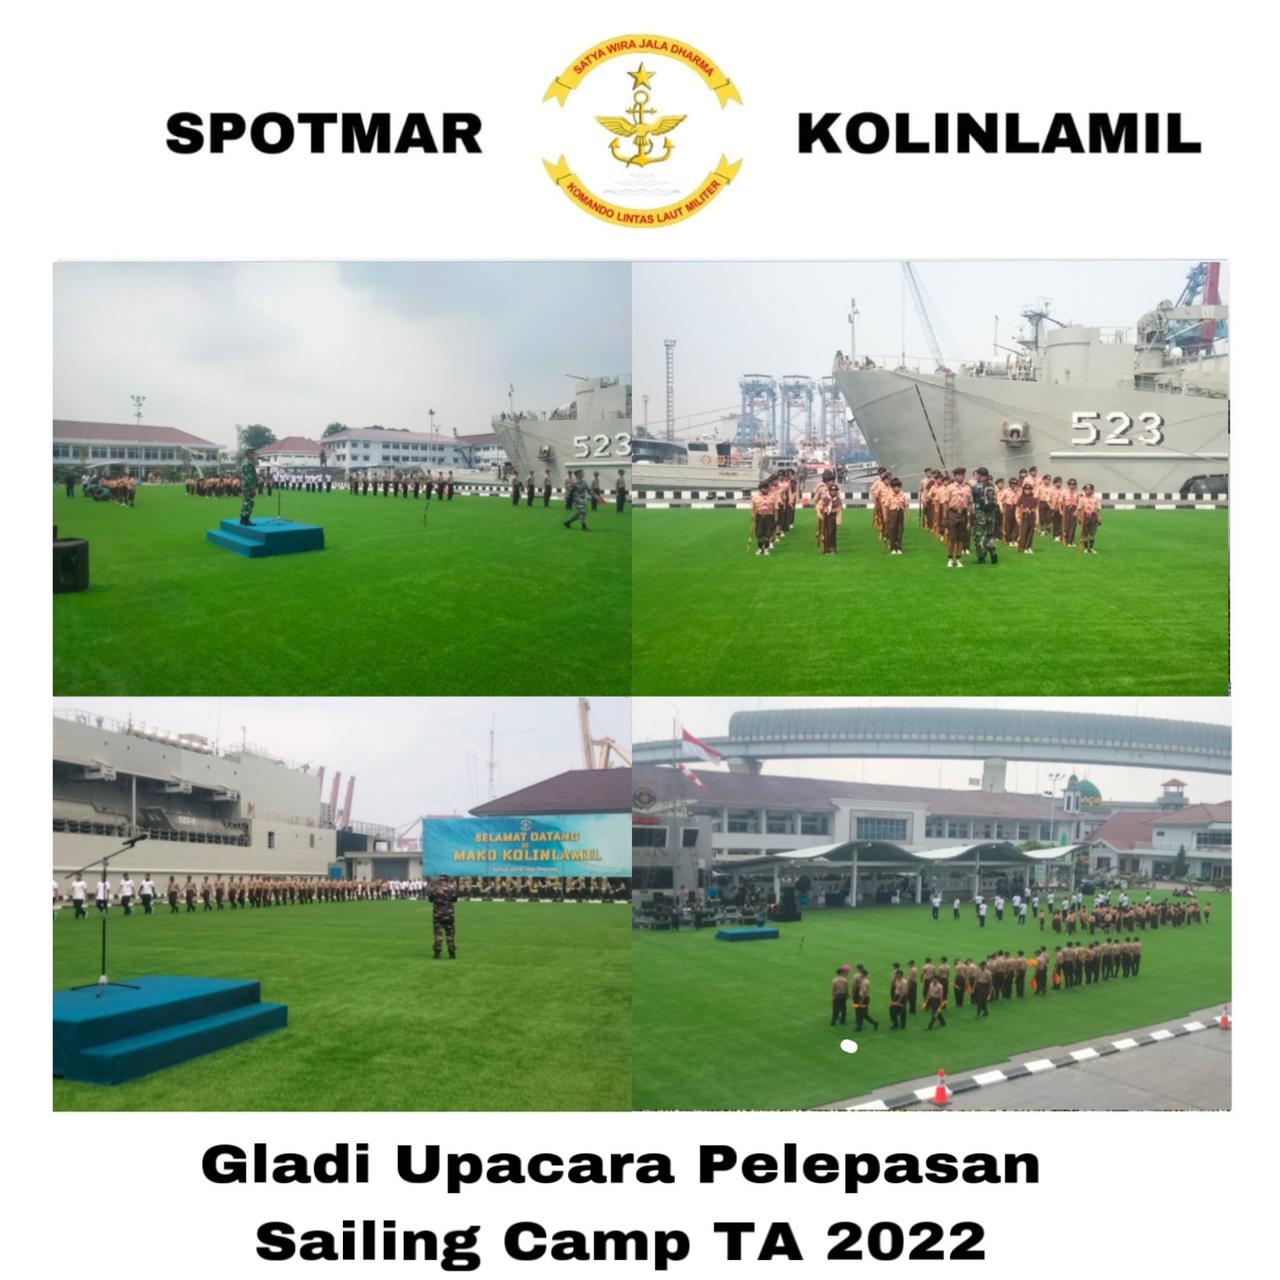 SPOTMAR
SATYA WIRA JALA DHARMA
KOMANDO LINTAS LAUT MILITER
KOLINLAMIL
523
523
SELAMAT DATANG
DI
MAKO KOLINLAMIL
Gladi Upacara Pelepasan
Sailing Camp TA 2022